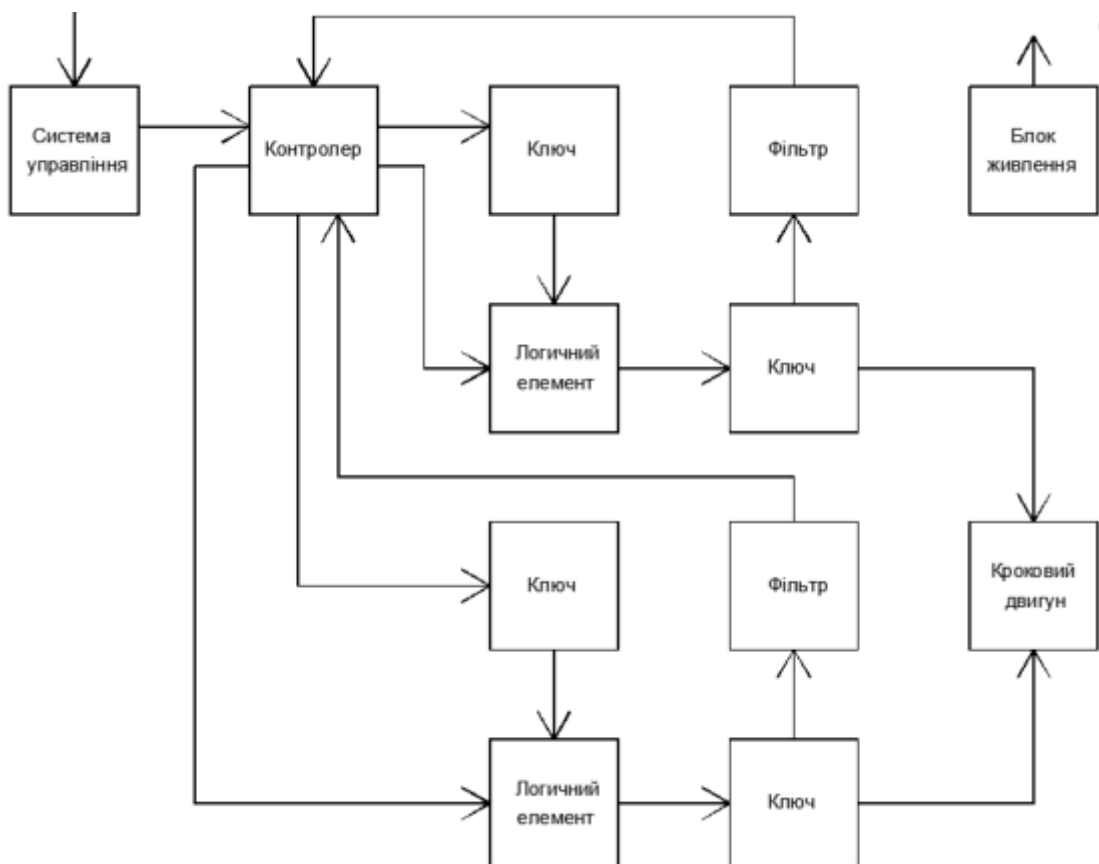 Система
управління
Контролер
Ключ
Фільтр
Блок
живлення
Логичний
елемент
Ключ
Ключ
Фільтр
Кроковий
двигун
Логичний
елемент
Ключ